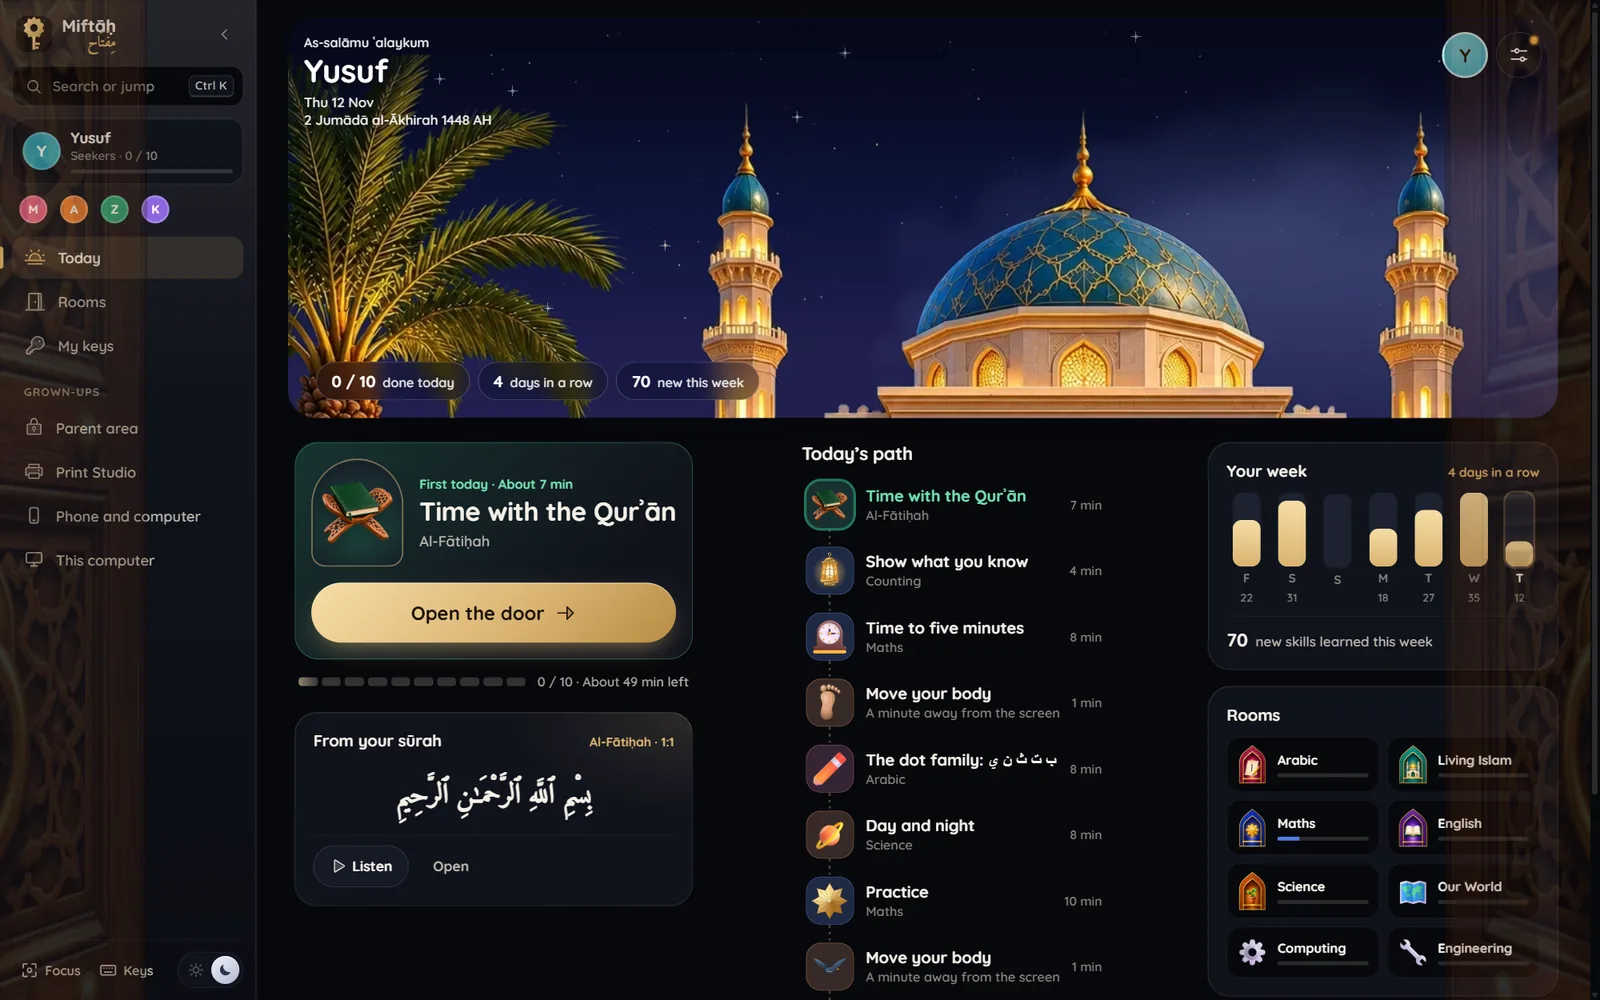 Miftāḥ
مِفتاح
Search or jump
Ctrl K
Y
Yusuf
Seekers · 0 / 10
M
A
Z
K
Today
Rooms
My keys
GROWN-UPS
Parent area
Print Studio
Phone and computer
This computer
Focus
Keys
As-salāmu ʿalaykum
Yusuf
Thu 12 Nov
2 Jumādā al-Ākhirah 1448 AH
Y
0 / 10 done today
4 days in a row
70 new this week
First today · About 7 min
Time with the Qurʾān
Al-Fātiḥah
Open the door
0 / 10 · About 49 min left
From your sūrah
Al-Fātiḥah · 1:1
بِسْمِ ٱللَّهِ ٱلرَّحْمَـٰنِ ٱلرَّحِيمِ
Listen
Open
Today’s path
Time with the Qurʾān
Al-Fātiḥah
7 min
Show what you know
Counting
4 min
Time to five minutes
Maths
8 min
Move your body
A minute away from the screen
1 min
The dot family: ب ت ث ن ي
Arabic
8 min
Day and night
Science
8 min
Practice
Maths
10 min
Move your body
A minute away from the screen
1 min
Your week
4 days in a row
F S S M T W T
22 31 18 27 35 12
70 new skills learned this week
Rooms
Arabic
Living Islam
Maths
English
Science
Our World
Computing
Engineering